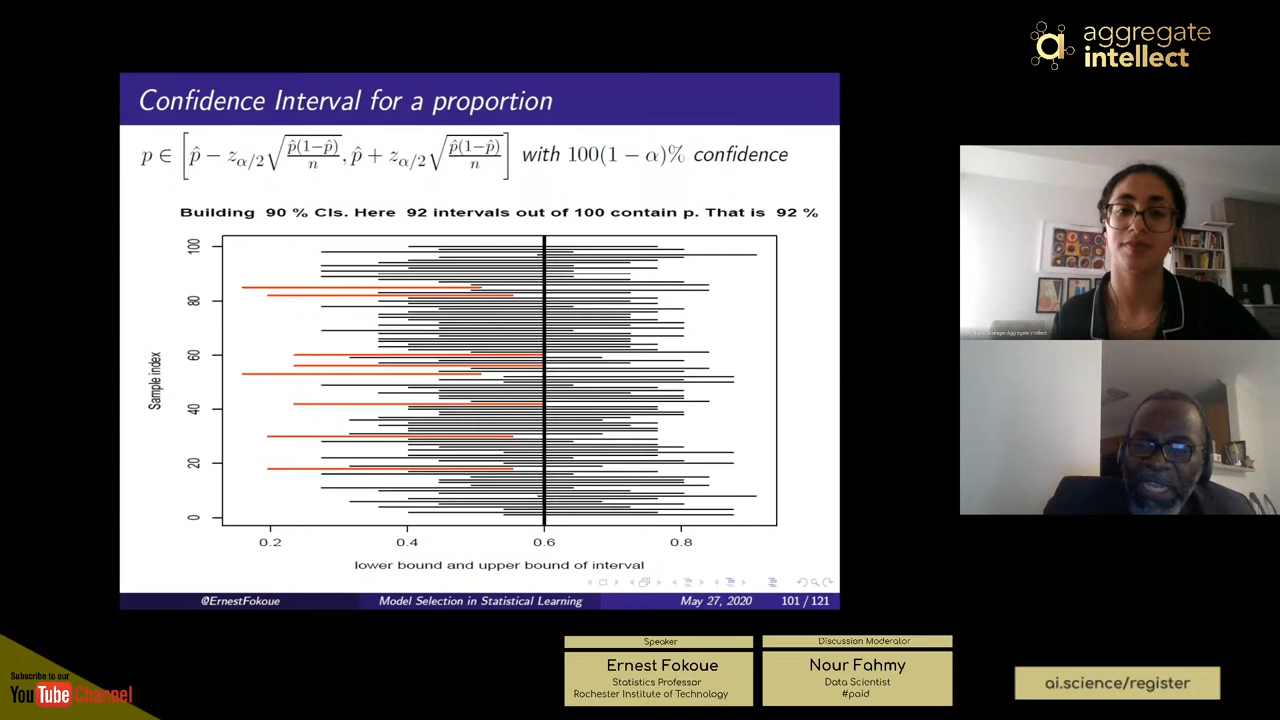 aggregate
intellect
Confidence Interval for a proportion
p ∈ [p̂ − z_{α/2}√(p̂(1−p̂)/n), p̂ + z_{α/2}√(p̂(1−p̂)/n)] with 100(1 − α)% confidence
Building 90 % CIs. Here 92 intervals out of 100 contain p. That is 92 %
100
80
60
40
20
0
Sample index
0.2 0.4 0.6 0.8
lower bound and upper bound of interval
@ErnestFokoue Model Selection in Statistical Learning May 27, 2020 101 / 121
Speaker
Ernest Fokoue
Statistics Professor
Rochester Institute of Technology
Discussion Moderator
Nour Fahmy
Data Scientist
#paid
ai.science/register
Subscribe to our
YouTube Channel